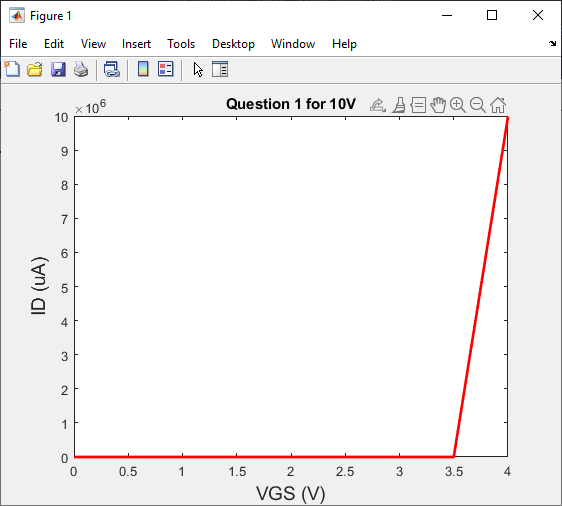 Figure 1
File Edit View Insert Tools Desktop Window Help
Question 1 for 10V
×10^6
10
9
8
7
6
5
4
3
2
1
0
ID (uA)
0 0.5 1 1.5 2 2.5 3 3.5 4
VGS (V)